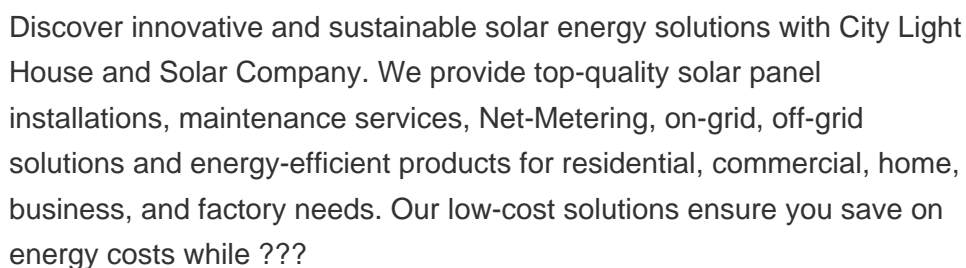 Discover innovative and sustainable solar energy solutions with City Light
House and Solar Company. We provide top-quality solar panel
installations, maintenance services, Net-Metering, on-grid, off-grid
solutions and energy-efficient products for residential, commercial, home,
business, and factory needs. Our low-cost solutions ensure you save on
energy costs while ???